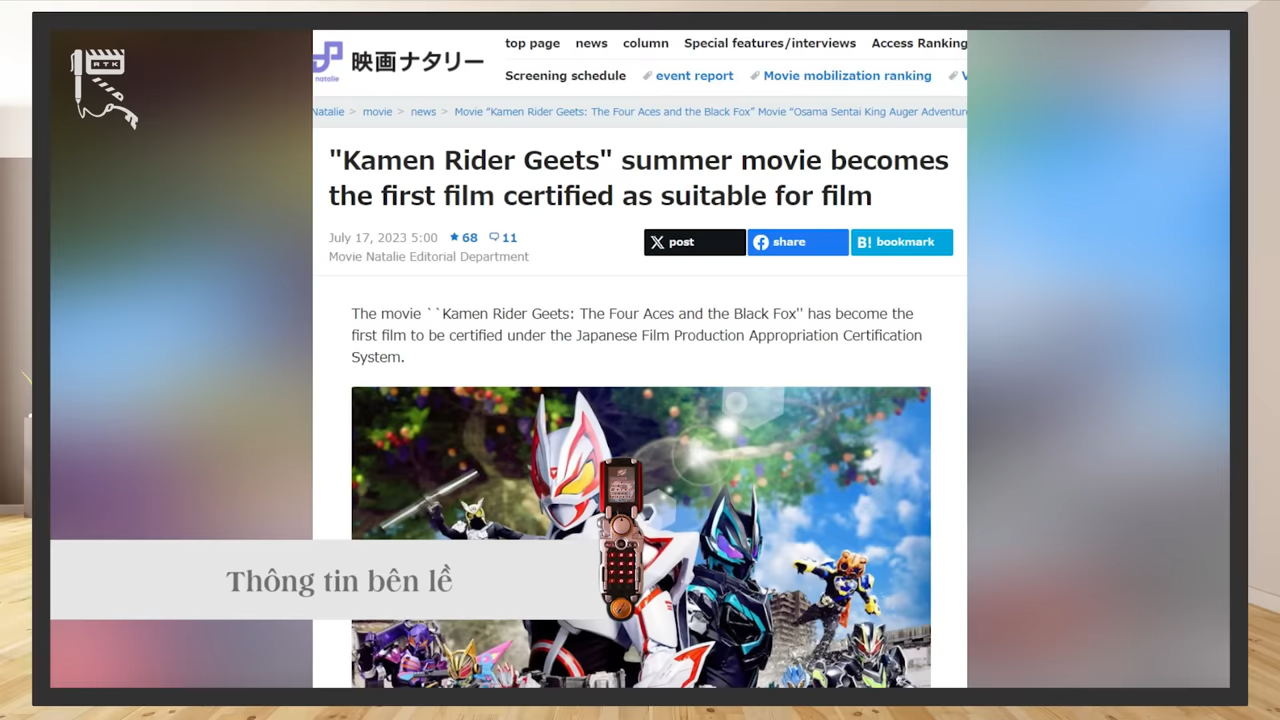 RTK
natalie
映画ナタリー
top page news column Special features/interviews Access Ranking
Screening schedule event report Movie mobilization ranking V
Natalie > movie > news > Movie “Kamen Rider Geets: The Four Aces and the Black Fox” Movie “Osama Sentai King Auger Adventure
"Kamen Rider Geets" summer movie becomes
the first film certified as suitable for film
July 17, 2023 5:00 68 11
Movie Natalie Editorial Department
X post
share
B! bookmark
The movie ``Kamen Rider Geets: The Four Aces and the Black Fox'' has become the
first film to be certified under the Japanese Film Production Appropriation Certification
System.
Thông tin bên lề